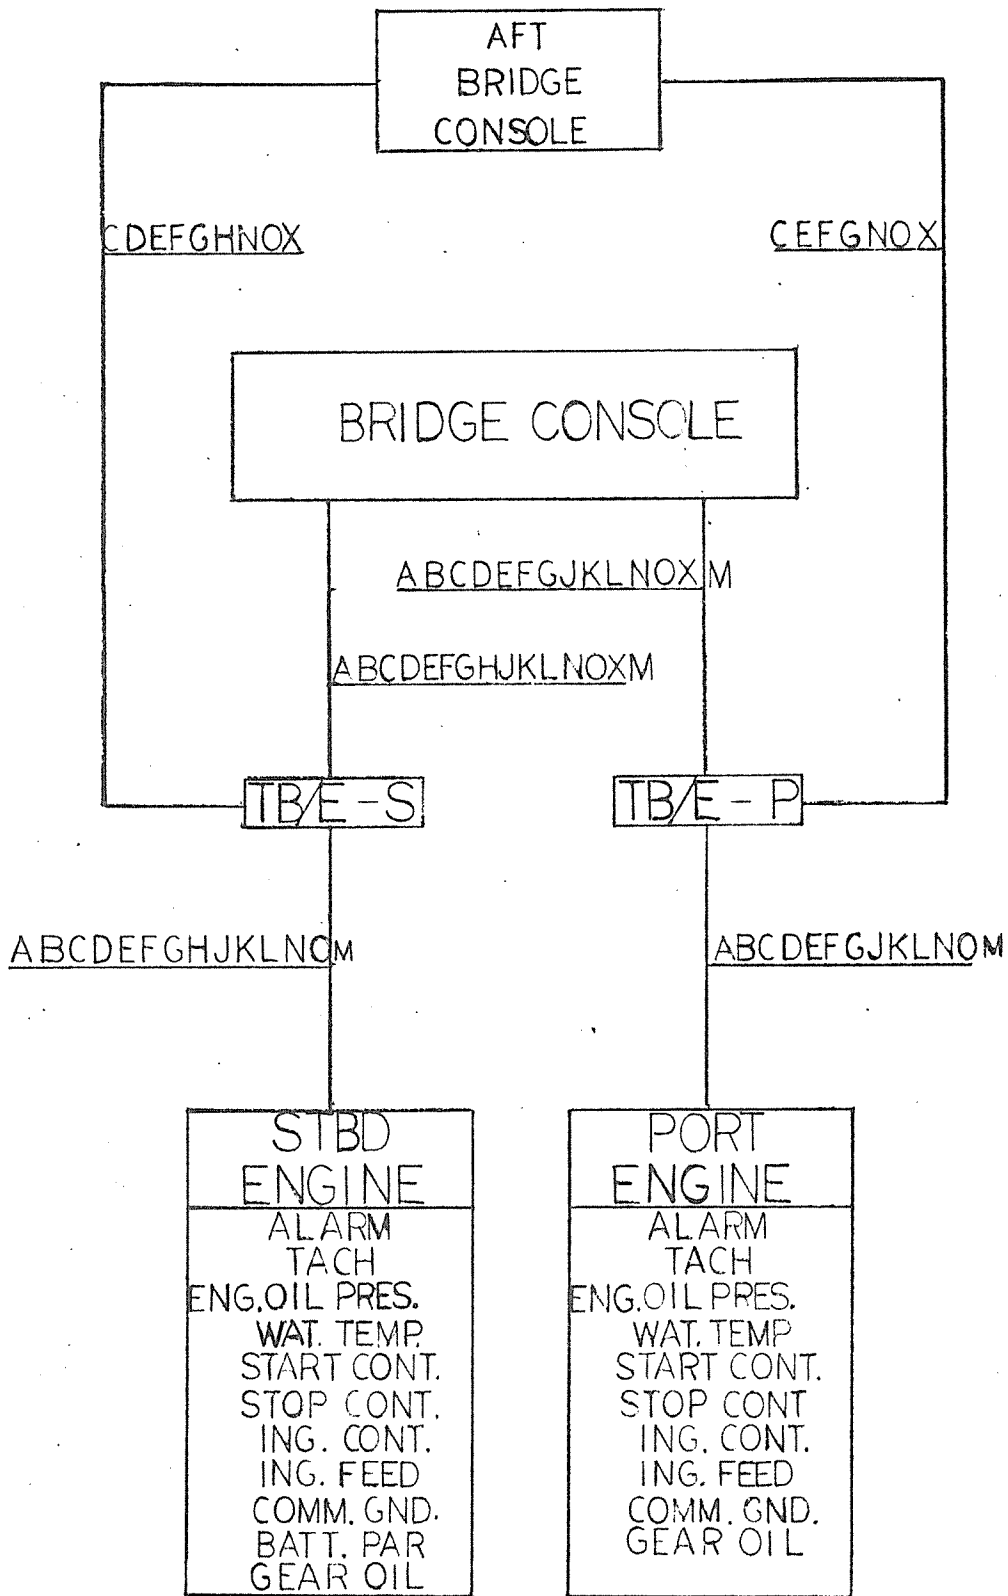 AFT
BRIDGE
CONSOLE
CDEFGHNOX
CEFGNOX
BRIDGE CONSOLE
ABCDEFGJKLNOXM
ABCDEFGHJKLNOXM
TB/E-S
TB/E-P
ABCDEFGHJKLNOM
ABCDEFGJKLNOM
STBD
ENGINE
ALARM
TACH
ENG.OIL PRES.
WAT. TEMP.
START CONT.
STOP CONT.
ING. CONT.
ING. FEED
COMM. GND.
BATT. PAR
GEAR OIL
PORT
ENGINE
ALARM
TACH
ENG.OIL PRES.
WAT. TEMP
START CONT.
STOP CONT
ING. CONT.
ING. FEED
COMM. GND.
GEAR OIL